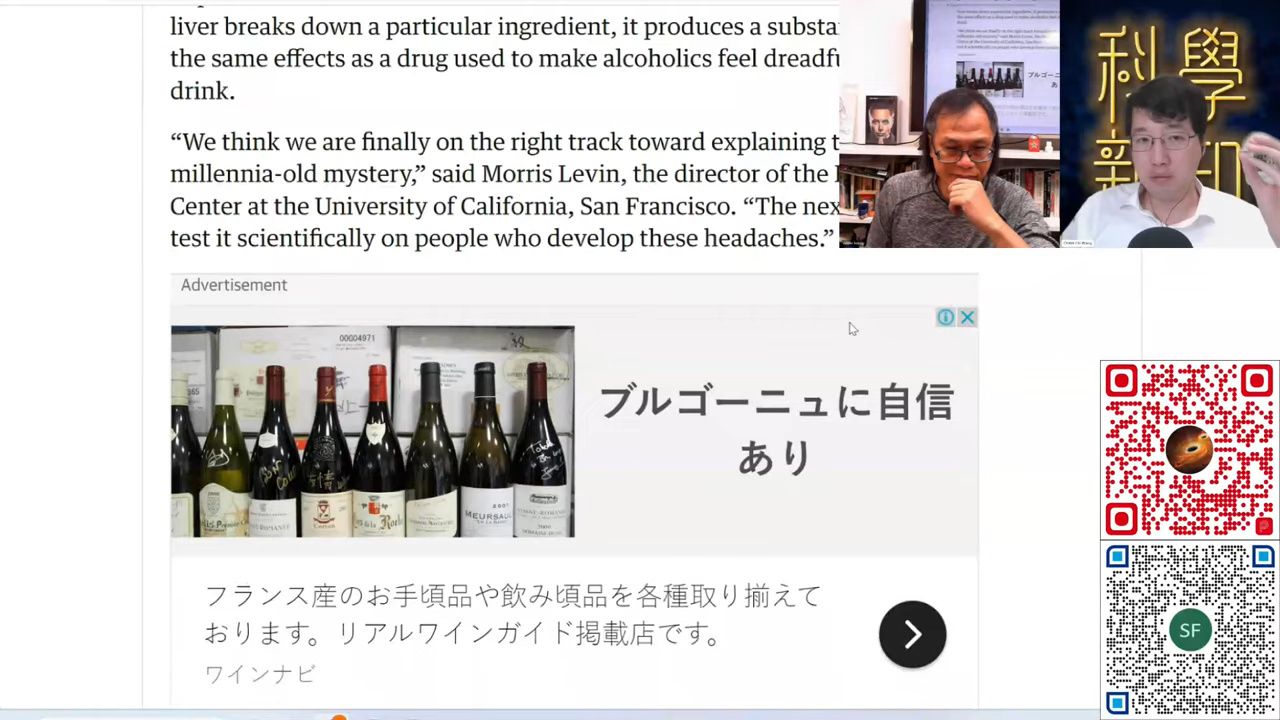 liver breaks down a particular ingredient, it produces a substa
the same effects as a drug used to make alcoholics feel dreadfu
drink.
“We think we are finally on the right track toward explaining t
millennia-old mystery,” said Morris Levin, the director of the
Center at the University of California, San Francisco. “The nex
test it scientifically on people who develop these headaches.”
科學
新知
Advertisement
00004971
MEURSAULT
ブルゴーニュに自信
あり
フランス産のお手頃品や飲み頃品を各種取り揃えて
おります。リアルワインガイド掲載店です。
ワインナビ
SF